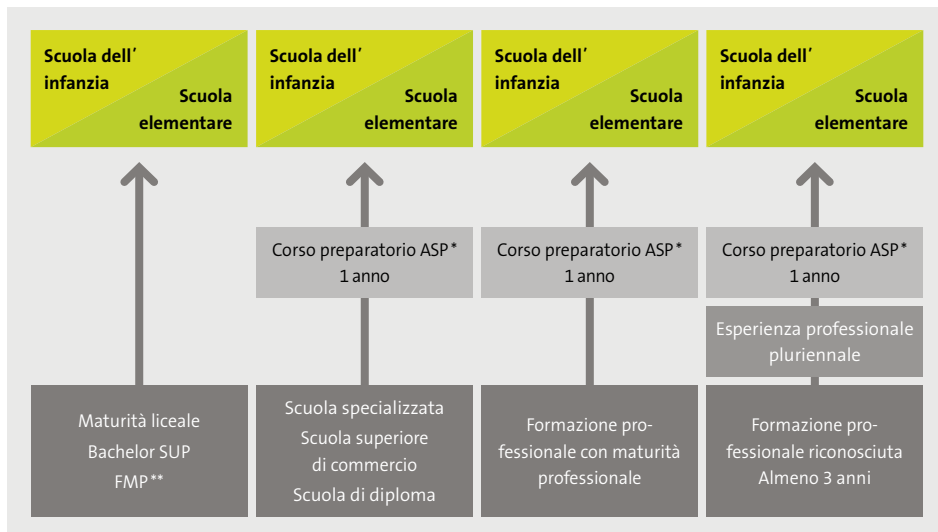 Scuola dell'
infanzia
Scuola
elementare
Scuola dell'
infanzia
Scuola
elementare
Scuola dell'
infanzia
Scuola
elementare
Scuola dell'
infanzia
Scuola
elementare
Corso preparatorio ASP*
1 anno
Corso preparatorio ASP*
1 anno
Corso preparatorio ASP*
1 anno
Esperienza professionale
pluriennale
Maturità liceale
Bachelor SUP
FMP**
Scuola specializzata
Scuola superiore
di commercio
Scuola di diploma
Formazione pro-
fessionale con maturità
professionale
Formazione pro-
fessionale riconosciuta
Almeno 3 anni